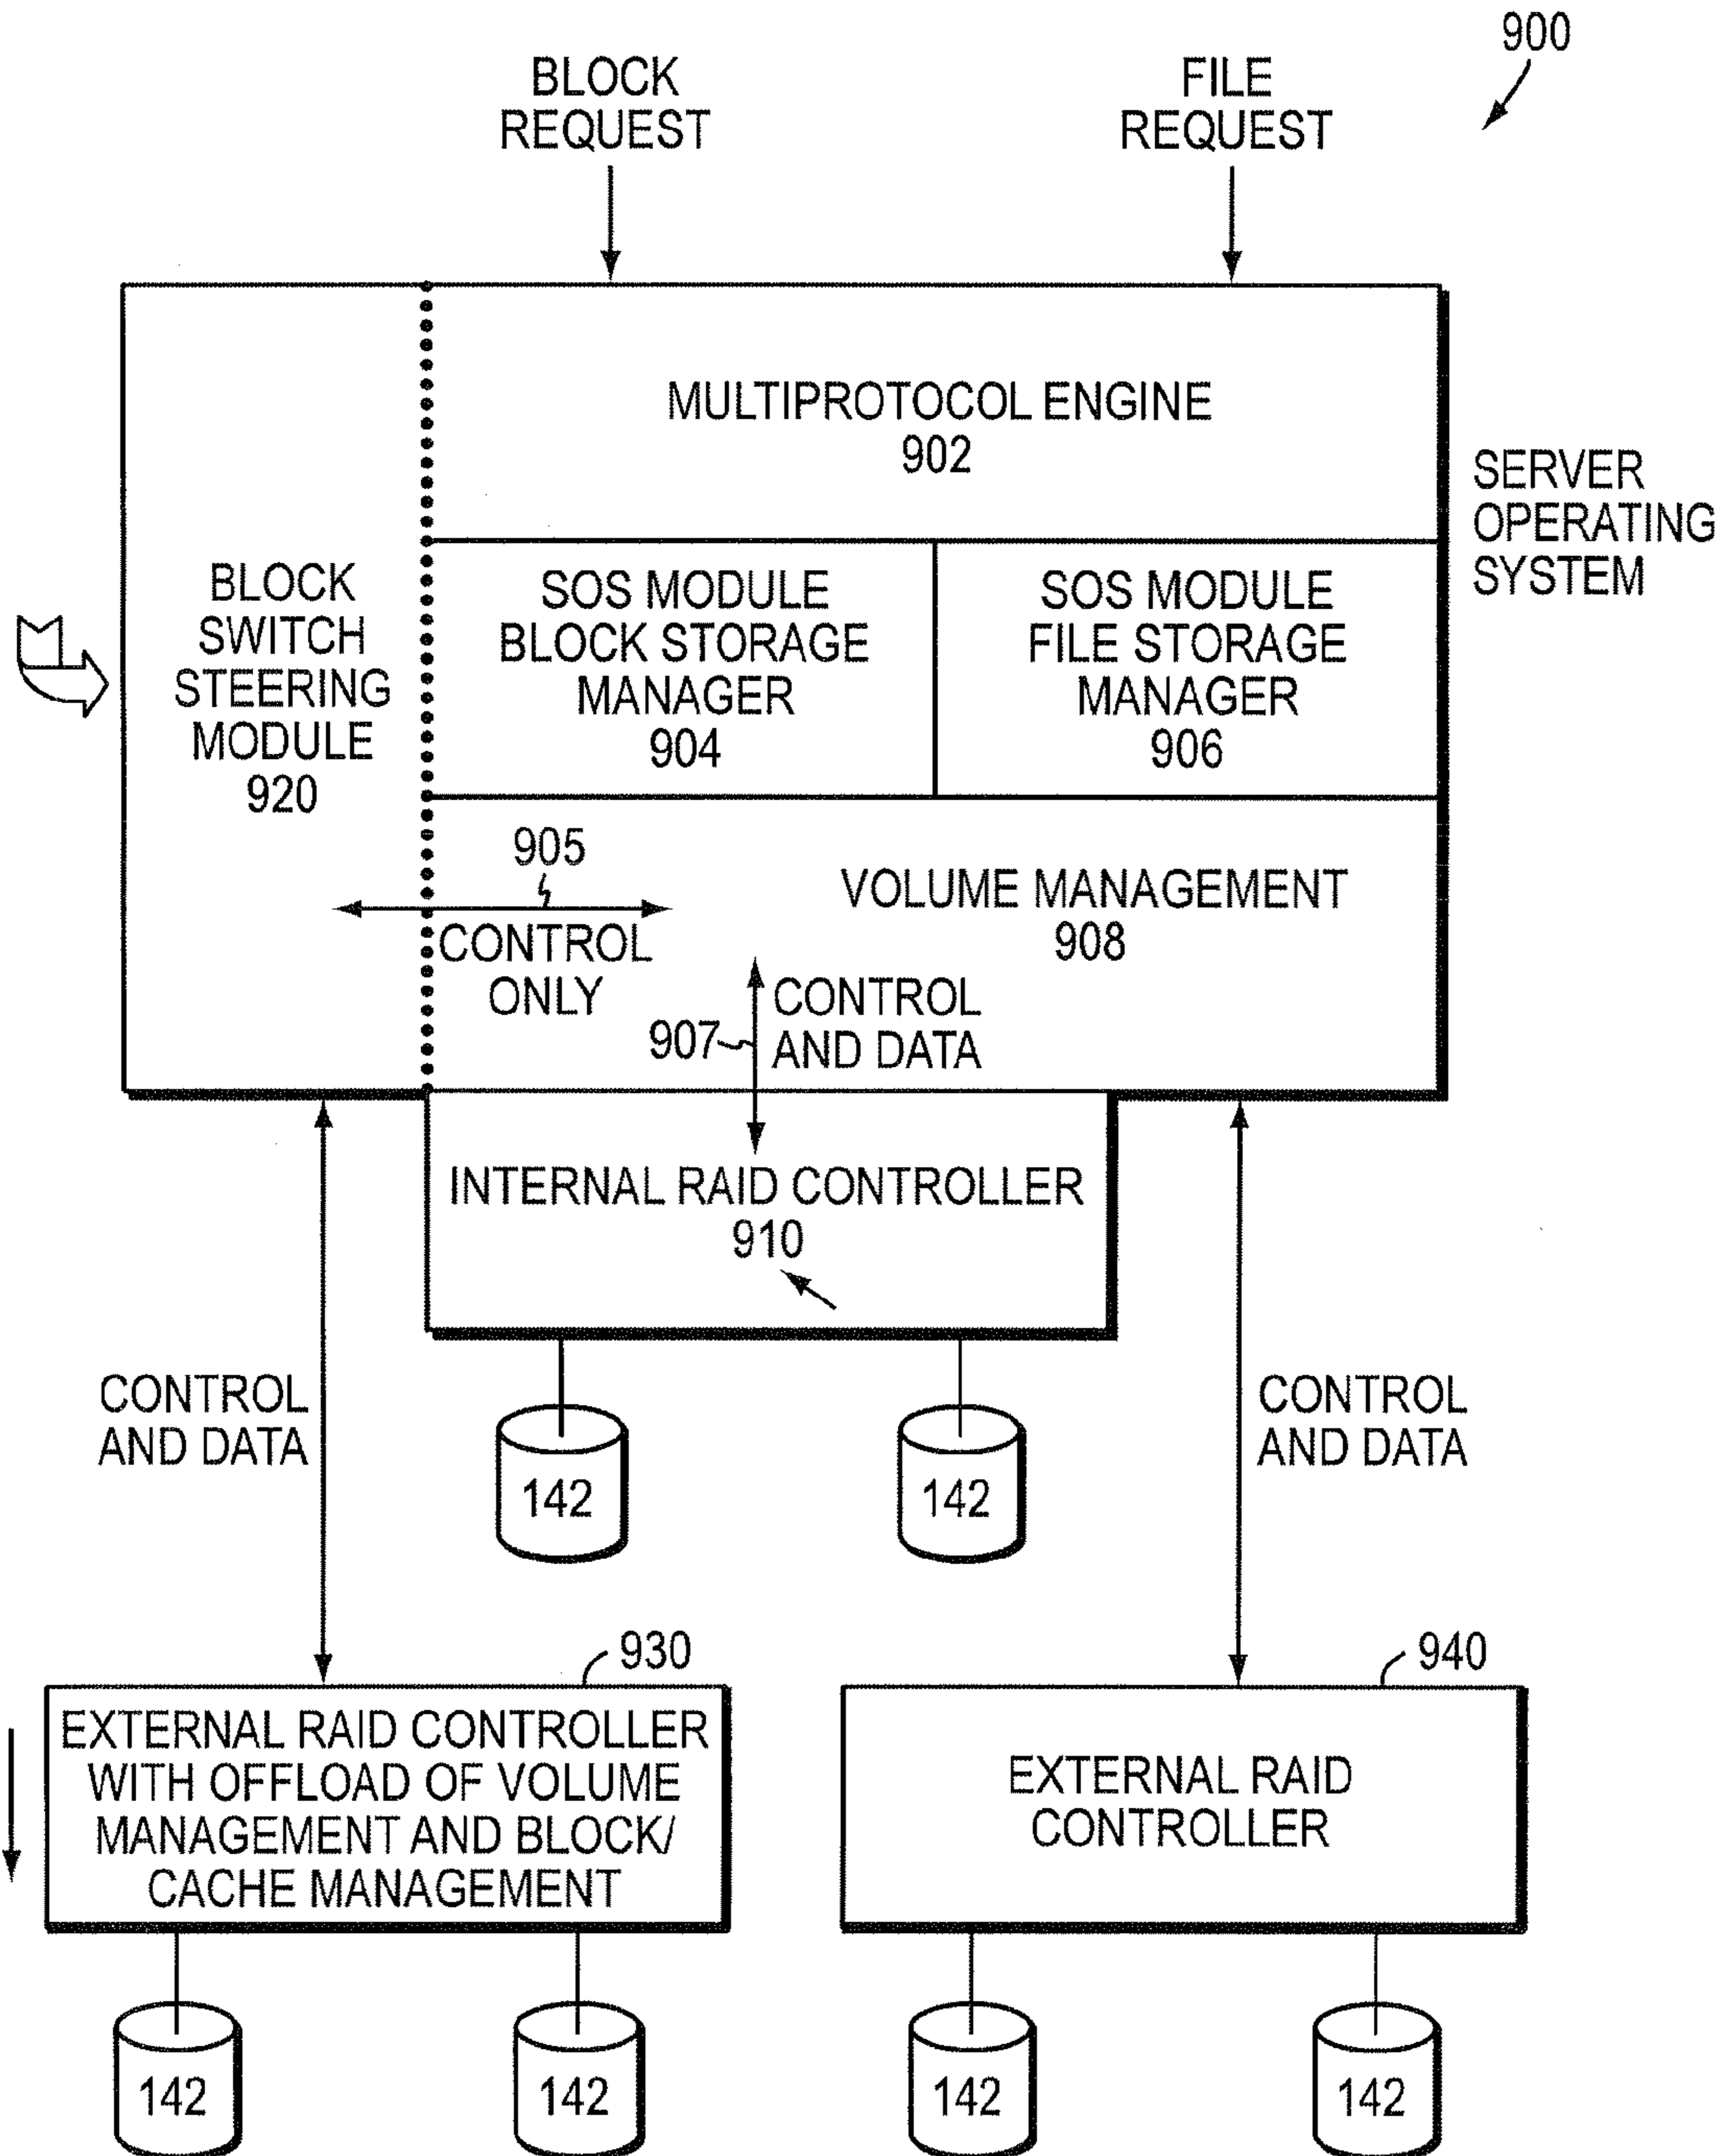 900
BLOCK
REQUEST
FILE
REQUEST
MULTIPROTOCOL ENGINE
902
SERVER
OPERATING
SYSTEM
BLOCK
SWITCH
STEERING
MODULE
920
SOS MODULE
BLOCK STORAGE
MANAGER
904
SOS MODULE
FILE STORAGE
MANAGER
906
905
CONTROL
ONLY
VOLUME MANAGEMENT
908
907
CONTROL
AND DATA
INTERNAL RAID CONTROLLER
910
CONTROL
AND DATA
CONTROL
AND DATA
142
142
930
EXTERNAL RAID CONTROLLER
WITH OFFLOAD OF VOLUME
MANAGEMENT AND BLOCK/
CACHE MANAGEMENT
940
EXTERNAL RAID
CONTROLLER
142
142
142
142